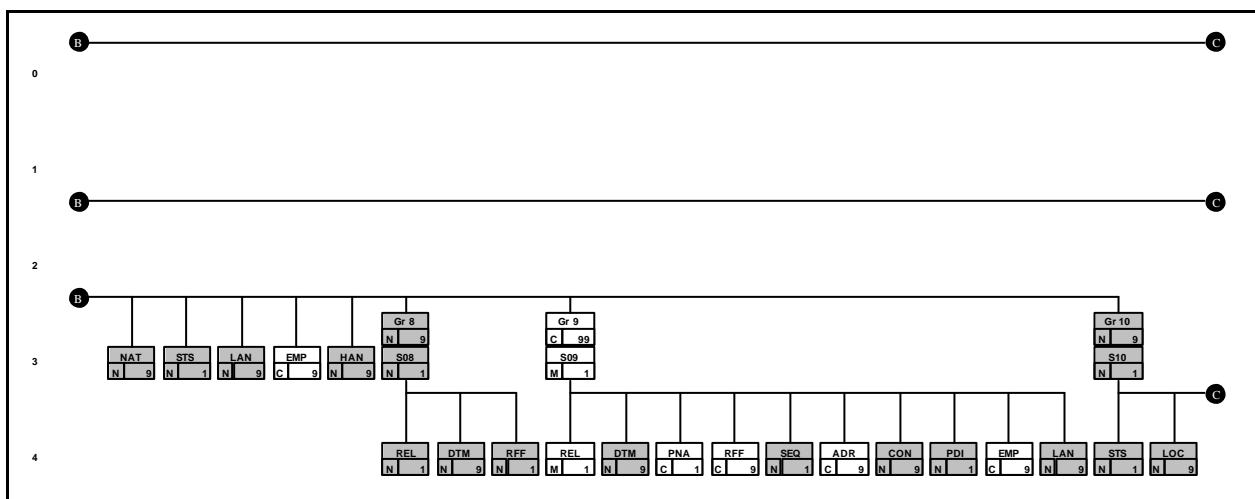 B C
0
1
B C
2
B
Gr 8 Gr 9 Gr 10
N 9 C 99 N 9
3
NAT STS LAN EMP HAN S08 S09 S10
N 9 N 1 N 9 C 9 N 9 N 1 M 1 N 1
C
REL DTM RFF REL DTM PNA RFF SEQ ADR CON PDI EMP LAN STS LOC
4
N 1 N 9 N 1 M 1 N 9 C 1 C 9 N 1 C 9 N 9 N 1 C 9 N 9 N 1 N 9